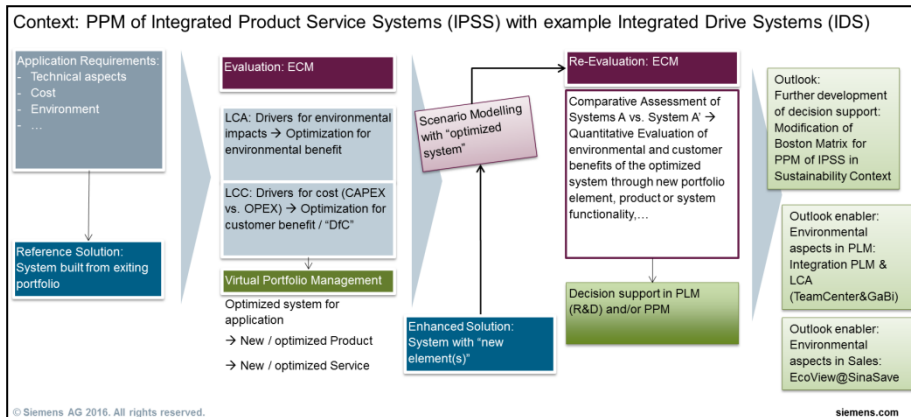 Context: PPM of Integrated Product Service Systems (IPSS) with example Integrated Drive Systems (IDS)
Application Requirements:
- Technical aspects
- Cost
- Environment
- ...
Reference Solution:
System built from exiting
portfolio
Evaluation: ECM
LCA: Drivers for environmental
impacts → Optimization for
environmental benefit
LCC: Drivers for cost (CAPEX
vs. OPEX) → Optimization for
customer benefit / “DfC”
Virtual Portfolio Management
Optimized system for
application
→ New / optimized Product
→ New / optimized Service
Scenario Modelling
with “optimized
system”
Enhanced Solution:
System with “new
element(s)”
Re-Evaluation: ECM
Comparative Assessment of
Systems A vs. System A’ →
Quantitative Evaluation of
environmental and customer
benefits of the optimized
system through new portfolio
element, product or system
functionality,...
Decision support in PLM
(R&D) and/or PPM
Outlook:
Further development
of decision support:
Modification of
Boston Matrix for
PPM of IPSS in
Sustainability Context
Outlook enabler:
Environmental
aspects in PLM:
Integration PLM &
LCA
(TeamCenter&GaBi)
Outlook enabler:
Environmental
aspects in Sales:
EcoView@SinaSave
© Siemens AG 2016. All rights reserved.
siemens.com